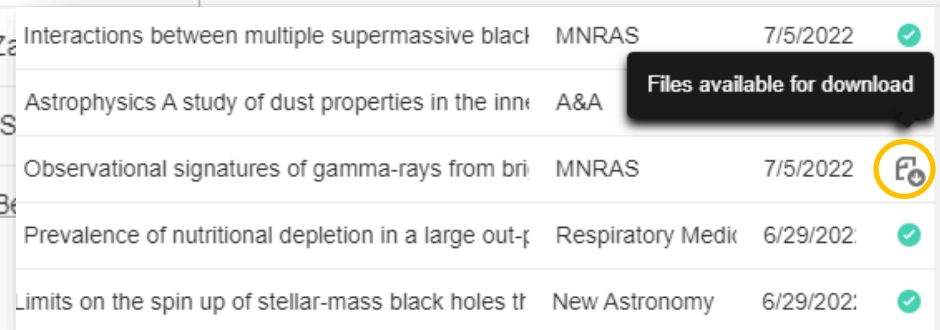 Za Interactions between multiple supermassive black MNRAS 7/5/2022
Files available for download
Astrophysics A study of dust properties in the inne A&A
S
Observational signatures of gamma-rays from bri MNRAS 7/5/2022
Be
Prevalence of nutritional depletion in a large out-p Respiratory Medic 6/29/202
Limits on the spin up of stellar-mass black holes th New Astronomy 6/29/202